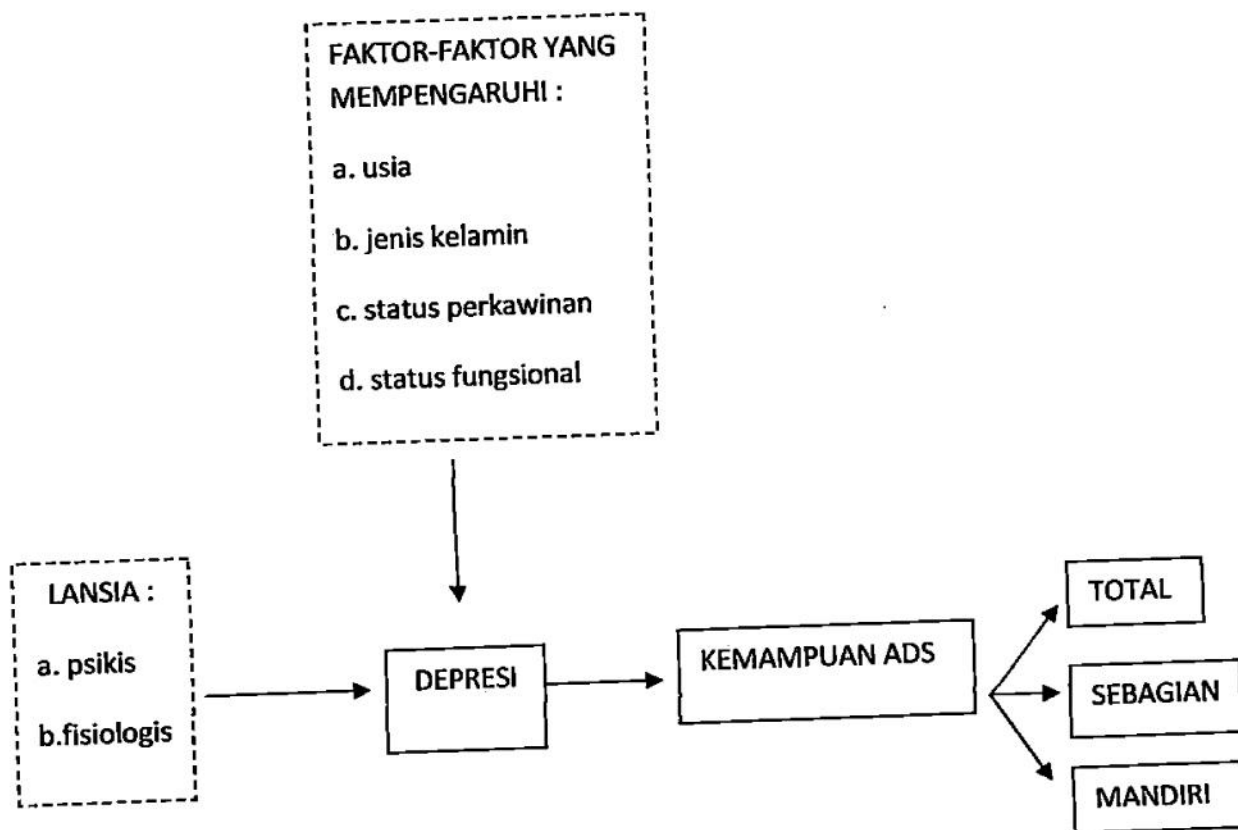 FAKTOR-FAKTOR YANG
MEMPENGARUHI :
a. usia
b. jenis kelamin
c. status perkawinan
d. status fungsional
LANSIA :
a. psikis
b.fisiologis
DEPRESI
KEMAMPUAN ADS
TOTAL
SEBAGIAN
MANDIRI